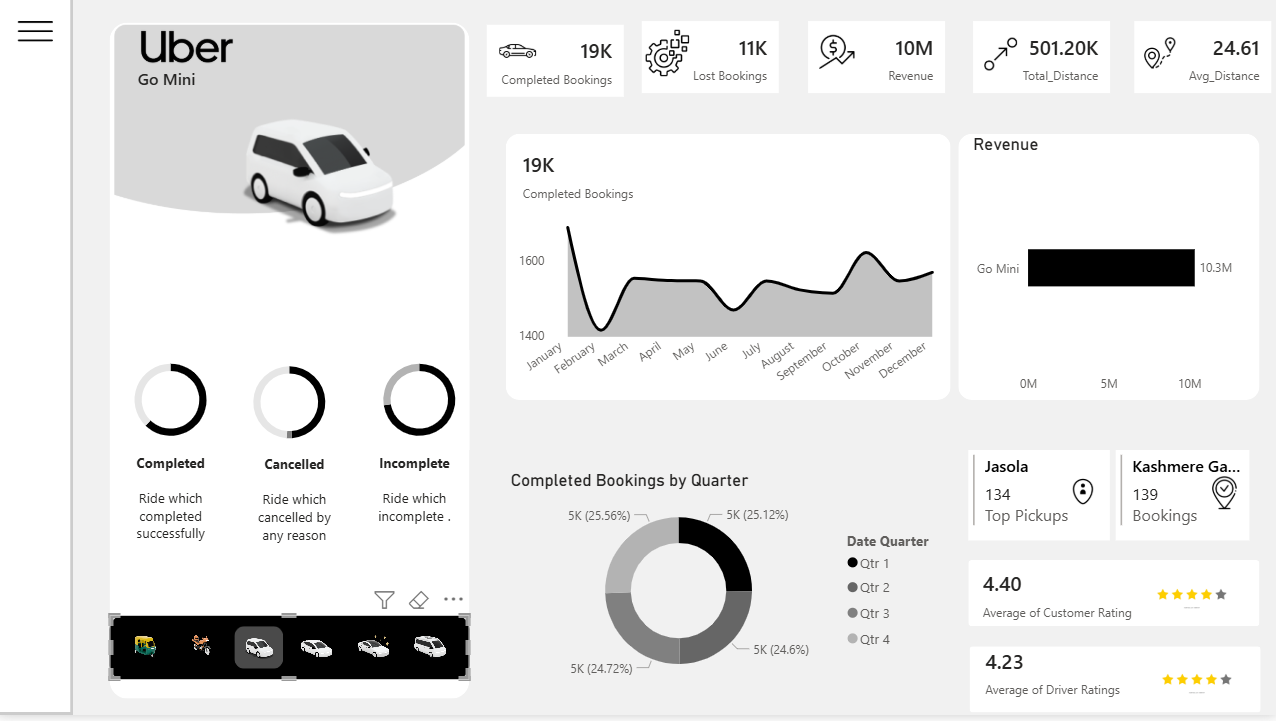 Uber
Go Mini
19K
Completed Bookings
11K
Lost Bookings
10M
Revenue
501.20K
Total_Distance
24.61
Avg_Distance
19K
Completed Bookings
1600
1400
January
February
March
April
May
June
July
August
September
October
November
December
Revenue
Go Mini
10.3M
0M
5M
10M
Completed
Ride which
completed
successfully
Cancelled
Ride which
cancelled by
any reason
Incomplete
Ride which
incomplete .
Completed Bookings by Quarter
5K (25.56%)
5K (25.12%)
5K (24.72%)
5K (24.6%)
Date Quarter
Qtr 1
Qtr 2
Qtr 3
Qtr 4
Jasola
134
Top Pickups
Kashmere Ga...
139
Bookings
4.40
Average of Customer Rating
4.23
Average of Driver Ratings